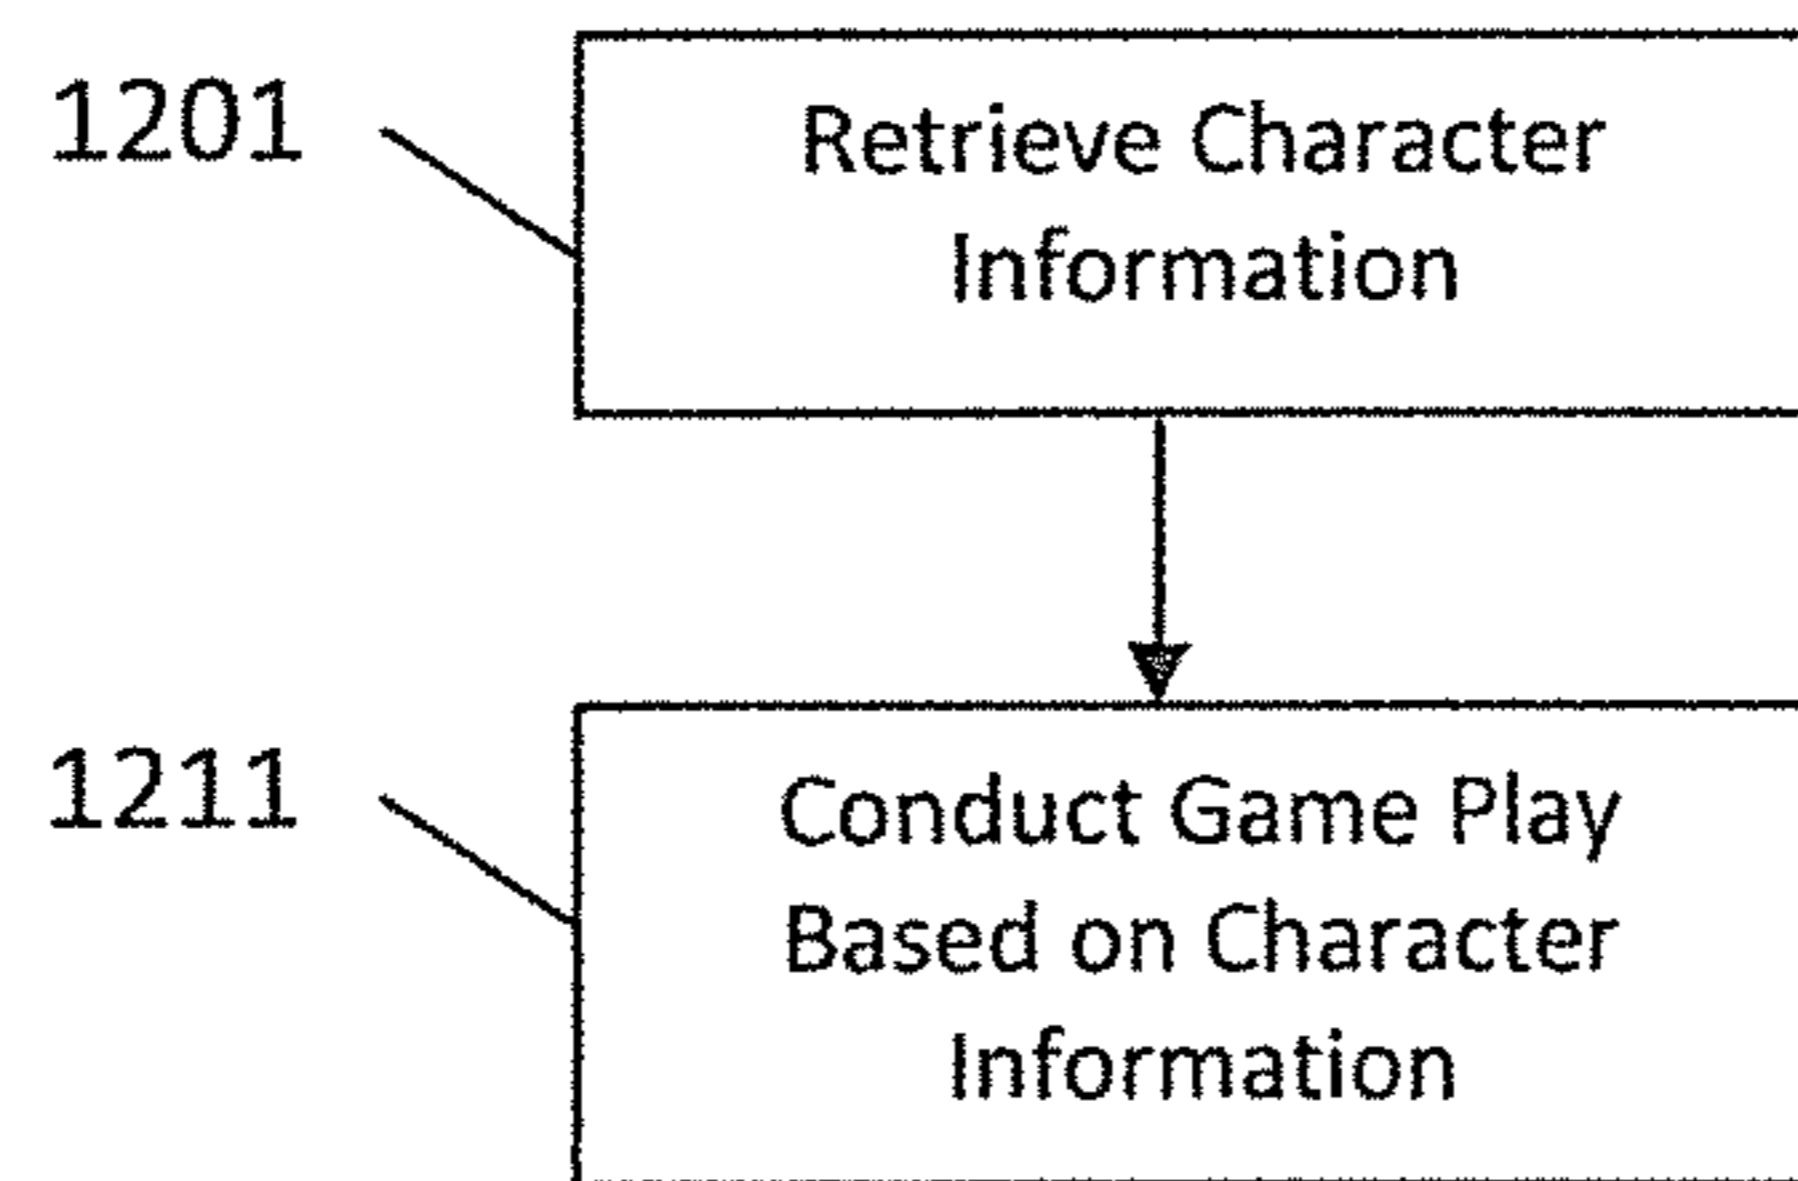 1201
Retrieve Character
Information
1211
Conduct Game Play
Based on Character
Information